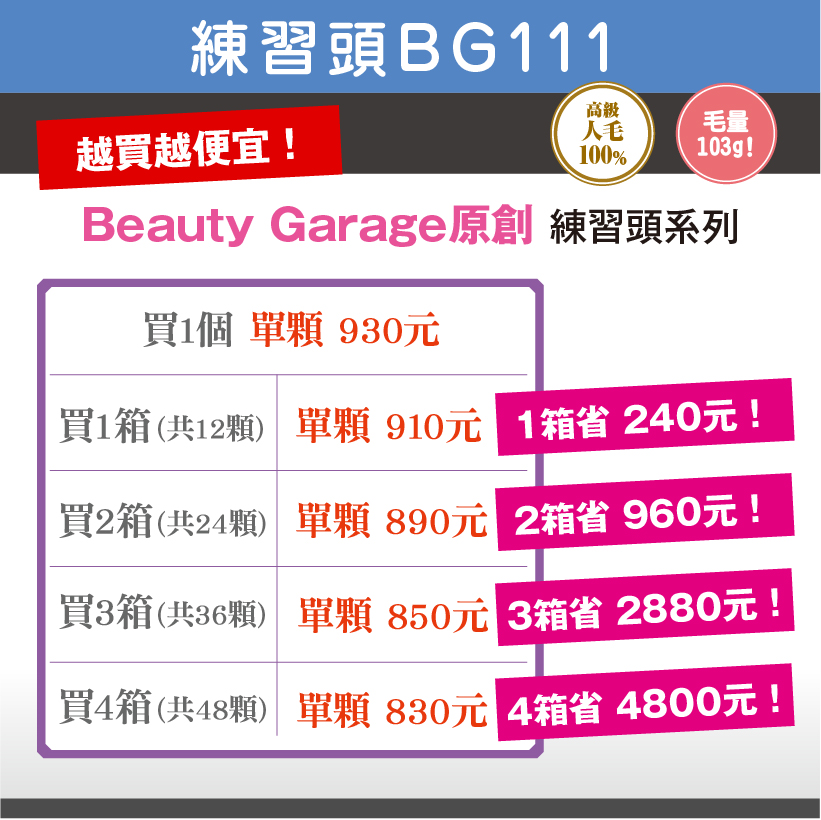 練習頭BG111
越買越便宜！
高級
人毛
100%
毛量
103g!
Beauty Garage原創 練習頭系列
買1個 單顆 930元
買1箱(共12顆) 單顆 910元 1箱省 240元！
買2箱(共24顆) 單顆 890元 2箱省 960元！
買3箱(共36顆) 單顆 850元 3箱省 2880元！
買4箱(共48顆) 單顆 830元 4箱省 4800元！